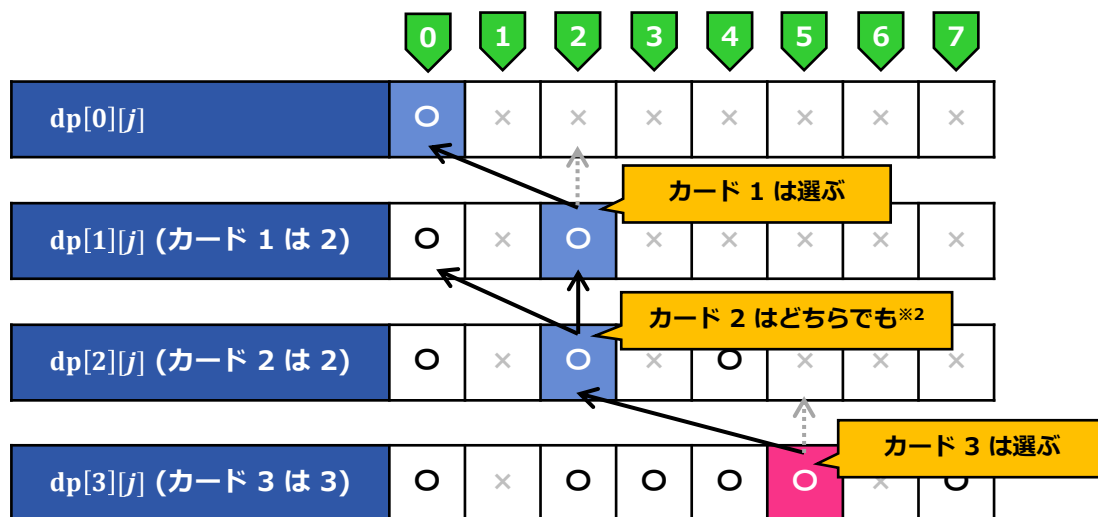 0 1 2 3 4 5 6 7
dp[0][j] O × × × × × × ×
カード 1 は選ぶ
dp[1][j] (カード 1 は 2) O × O × × × × ×
カード 2 はどちらでも※2
dp[2][j] (カード 2 は 2) O × O × O × × ×
カード 3 は選ぶ
dp[3][j] (カード 3 は 3) O × O O O O × O